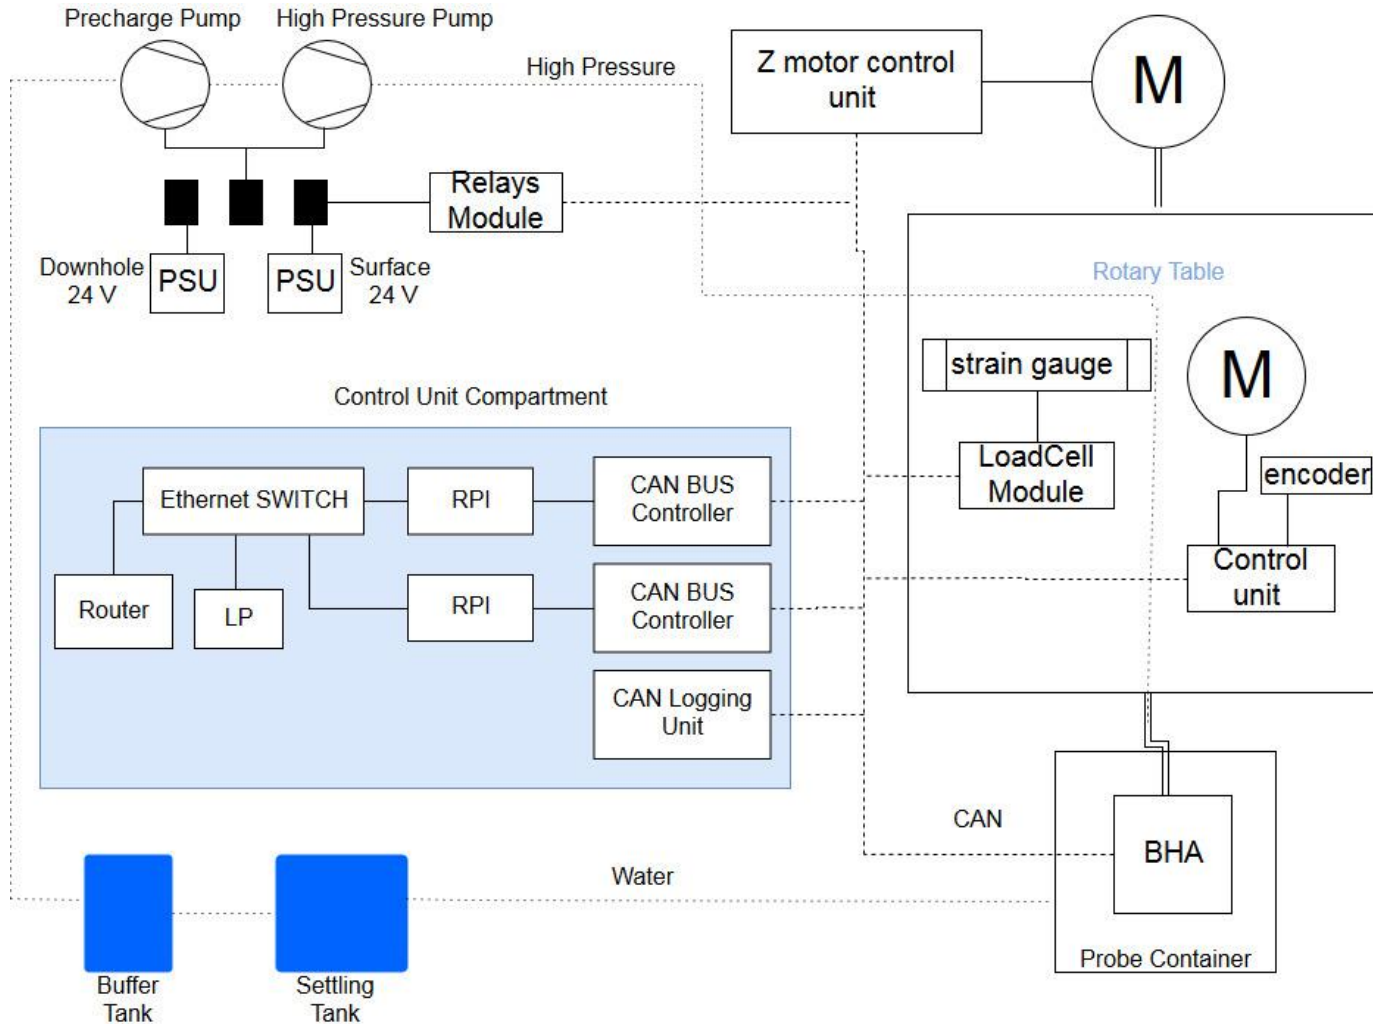 Precharge Pump
High Pressure Pump
High Pressure
Z motor control
unit
M
Relays
Module
Downhole
24 V
PSU
PSU
Surface
24 V
Rotary Table
strain gauge
M
LoadCell
Module
encoder
Control
unit
Control Unit Compartment
Ethernet SWITCH
RPI
CAN BUS
Controller
Router
LP
RPI
CAN BUS
Controller
CAN Logging
Unit
CAN
BHA
Water
Probe Container
Buffer
Tank
Settling
Tank